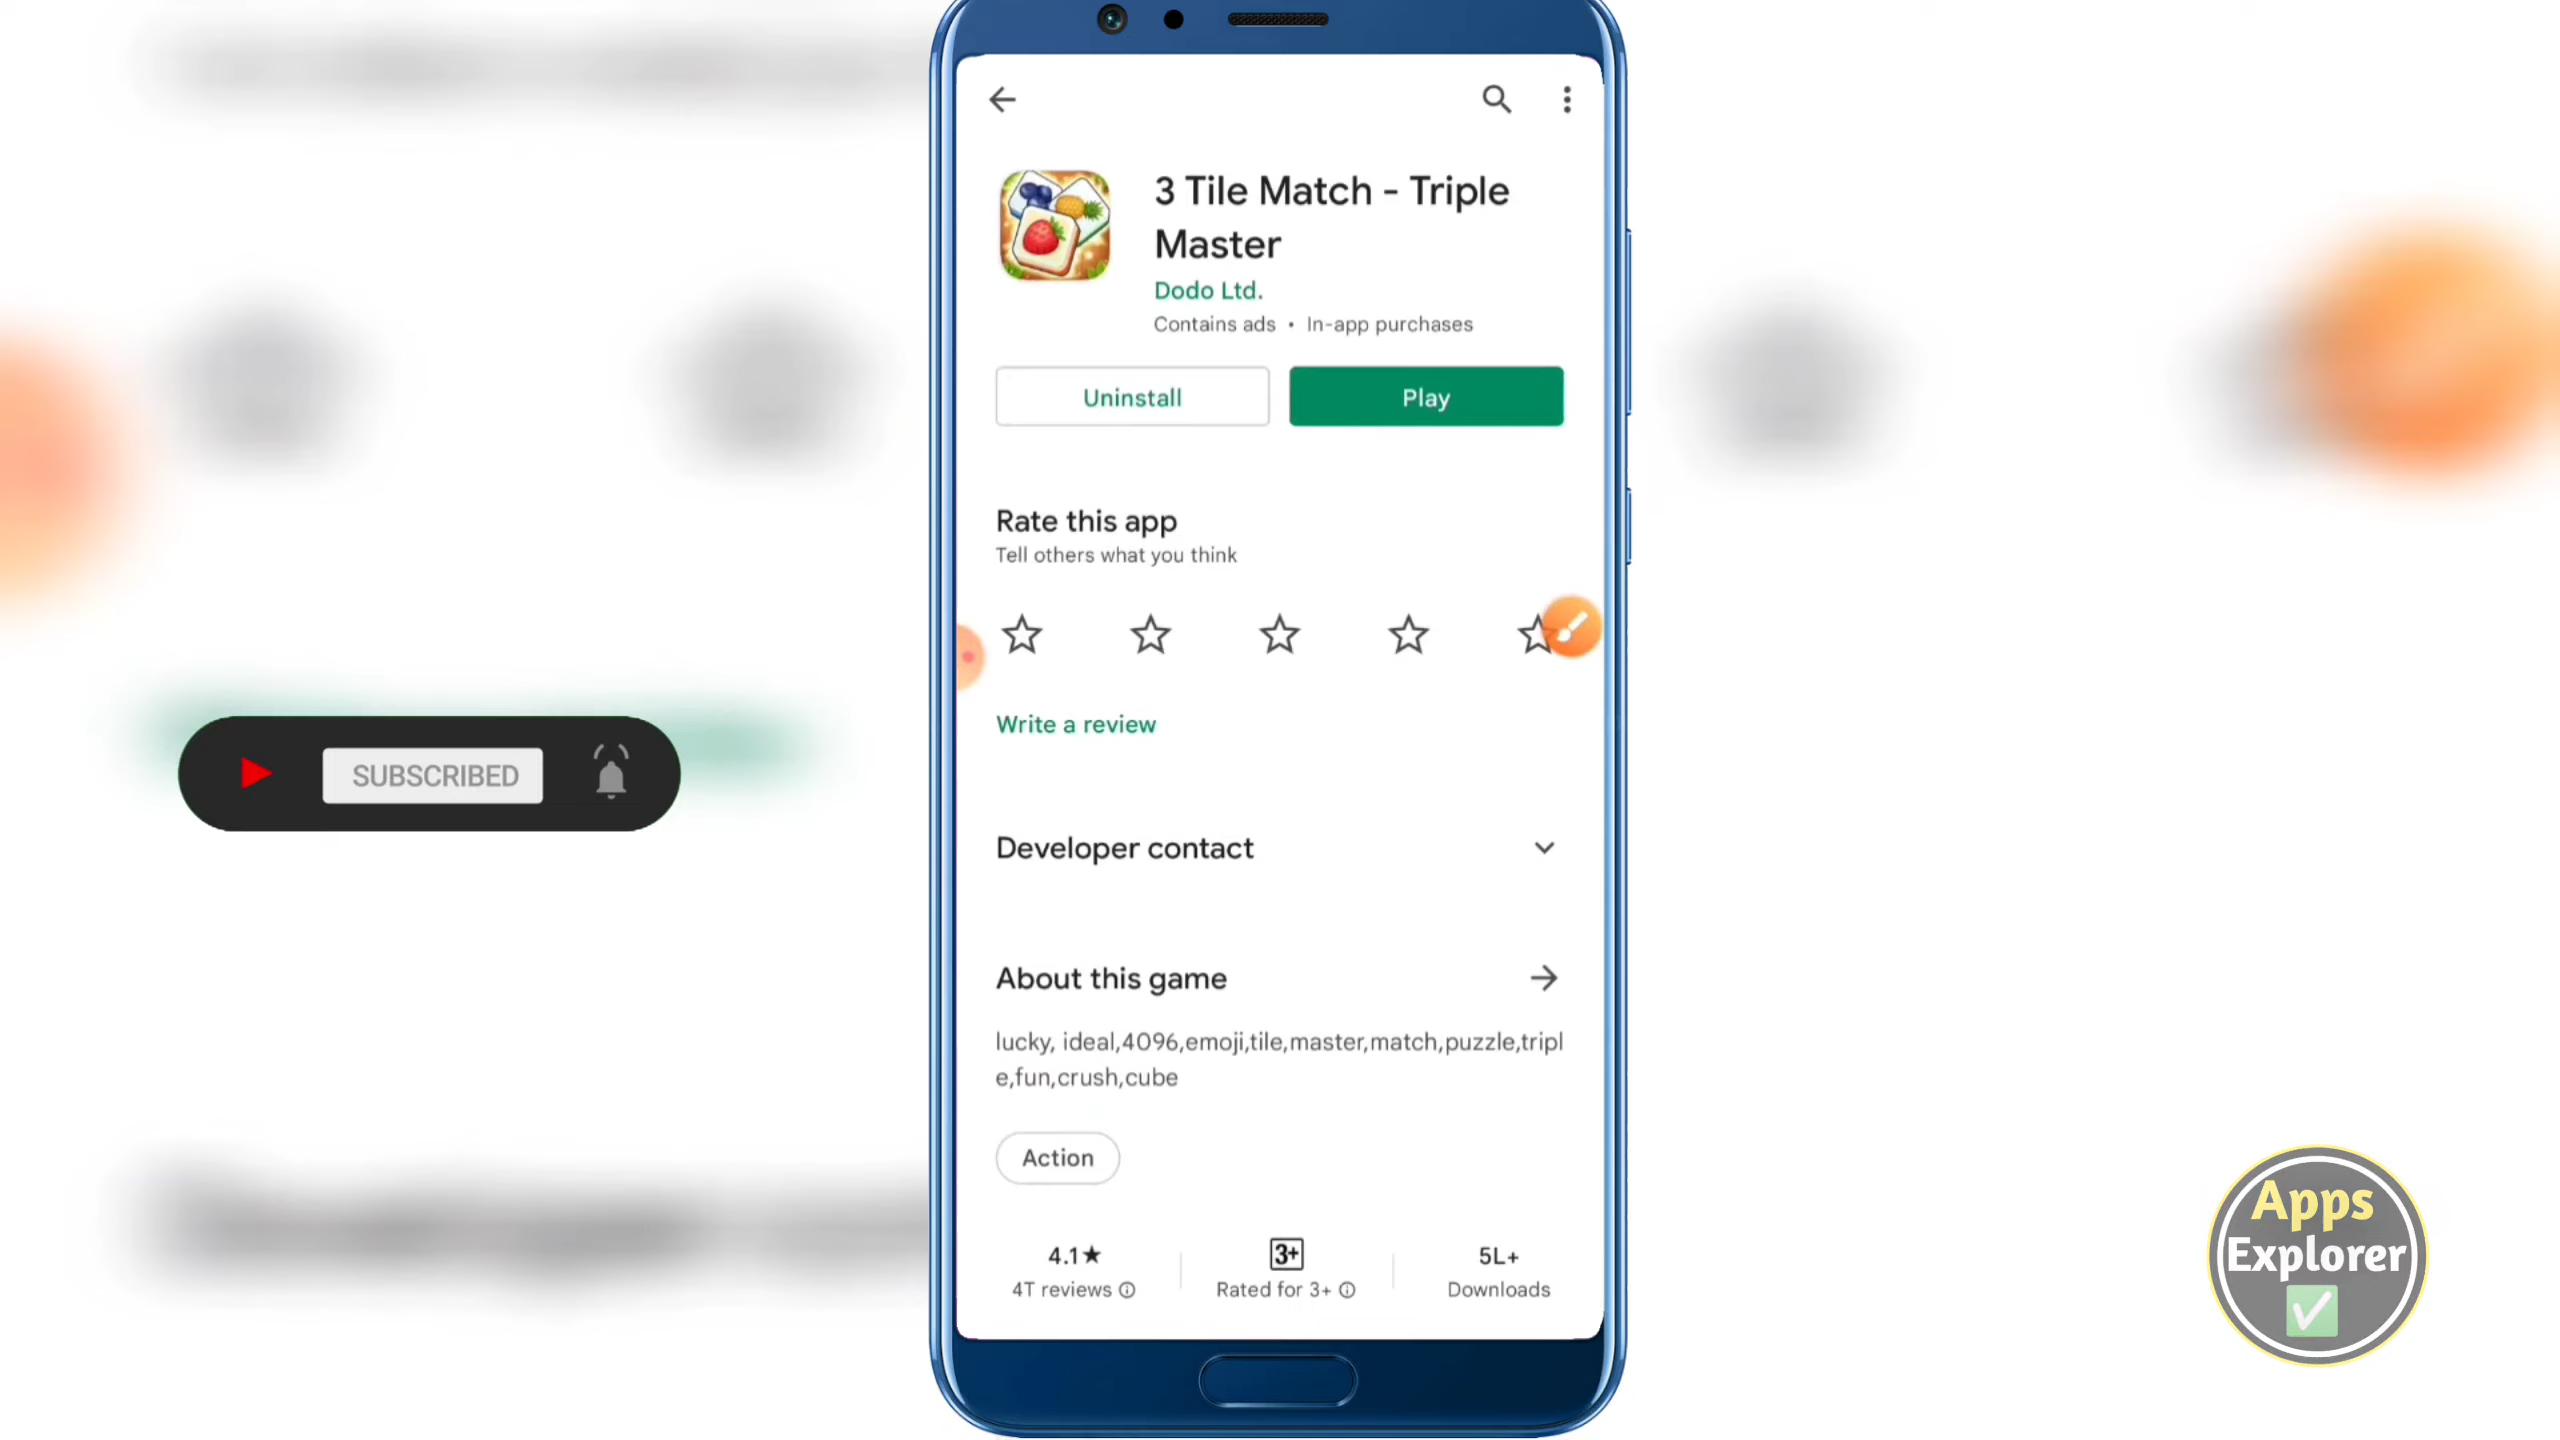 3 Tile Match - Triple
Master
Dodo Ltd.
Contains ads • In-app purchases
Uninstall
Play
Rate this app
Tell others what you think
Write a review
SUBSCRIBED
Developer contact
About this game
lucky, ideal,4096,emoji,tile,master,match,puzzle,tripl
e,fun,crush,cube
Action
4.1★
4T reviews
3+
Rated for 3+
5L+
Downloads
Apps
Explorer